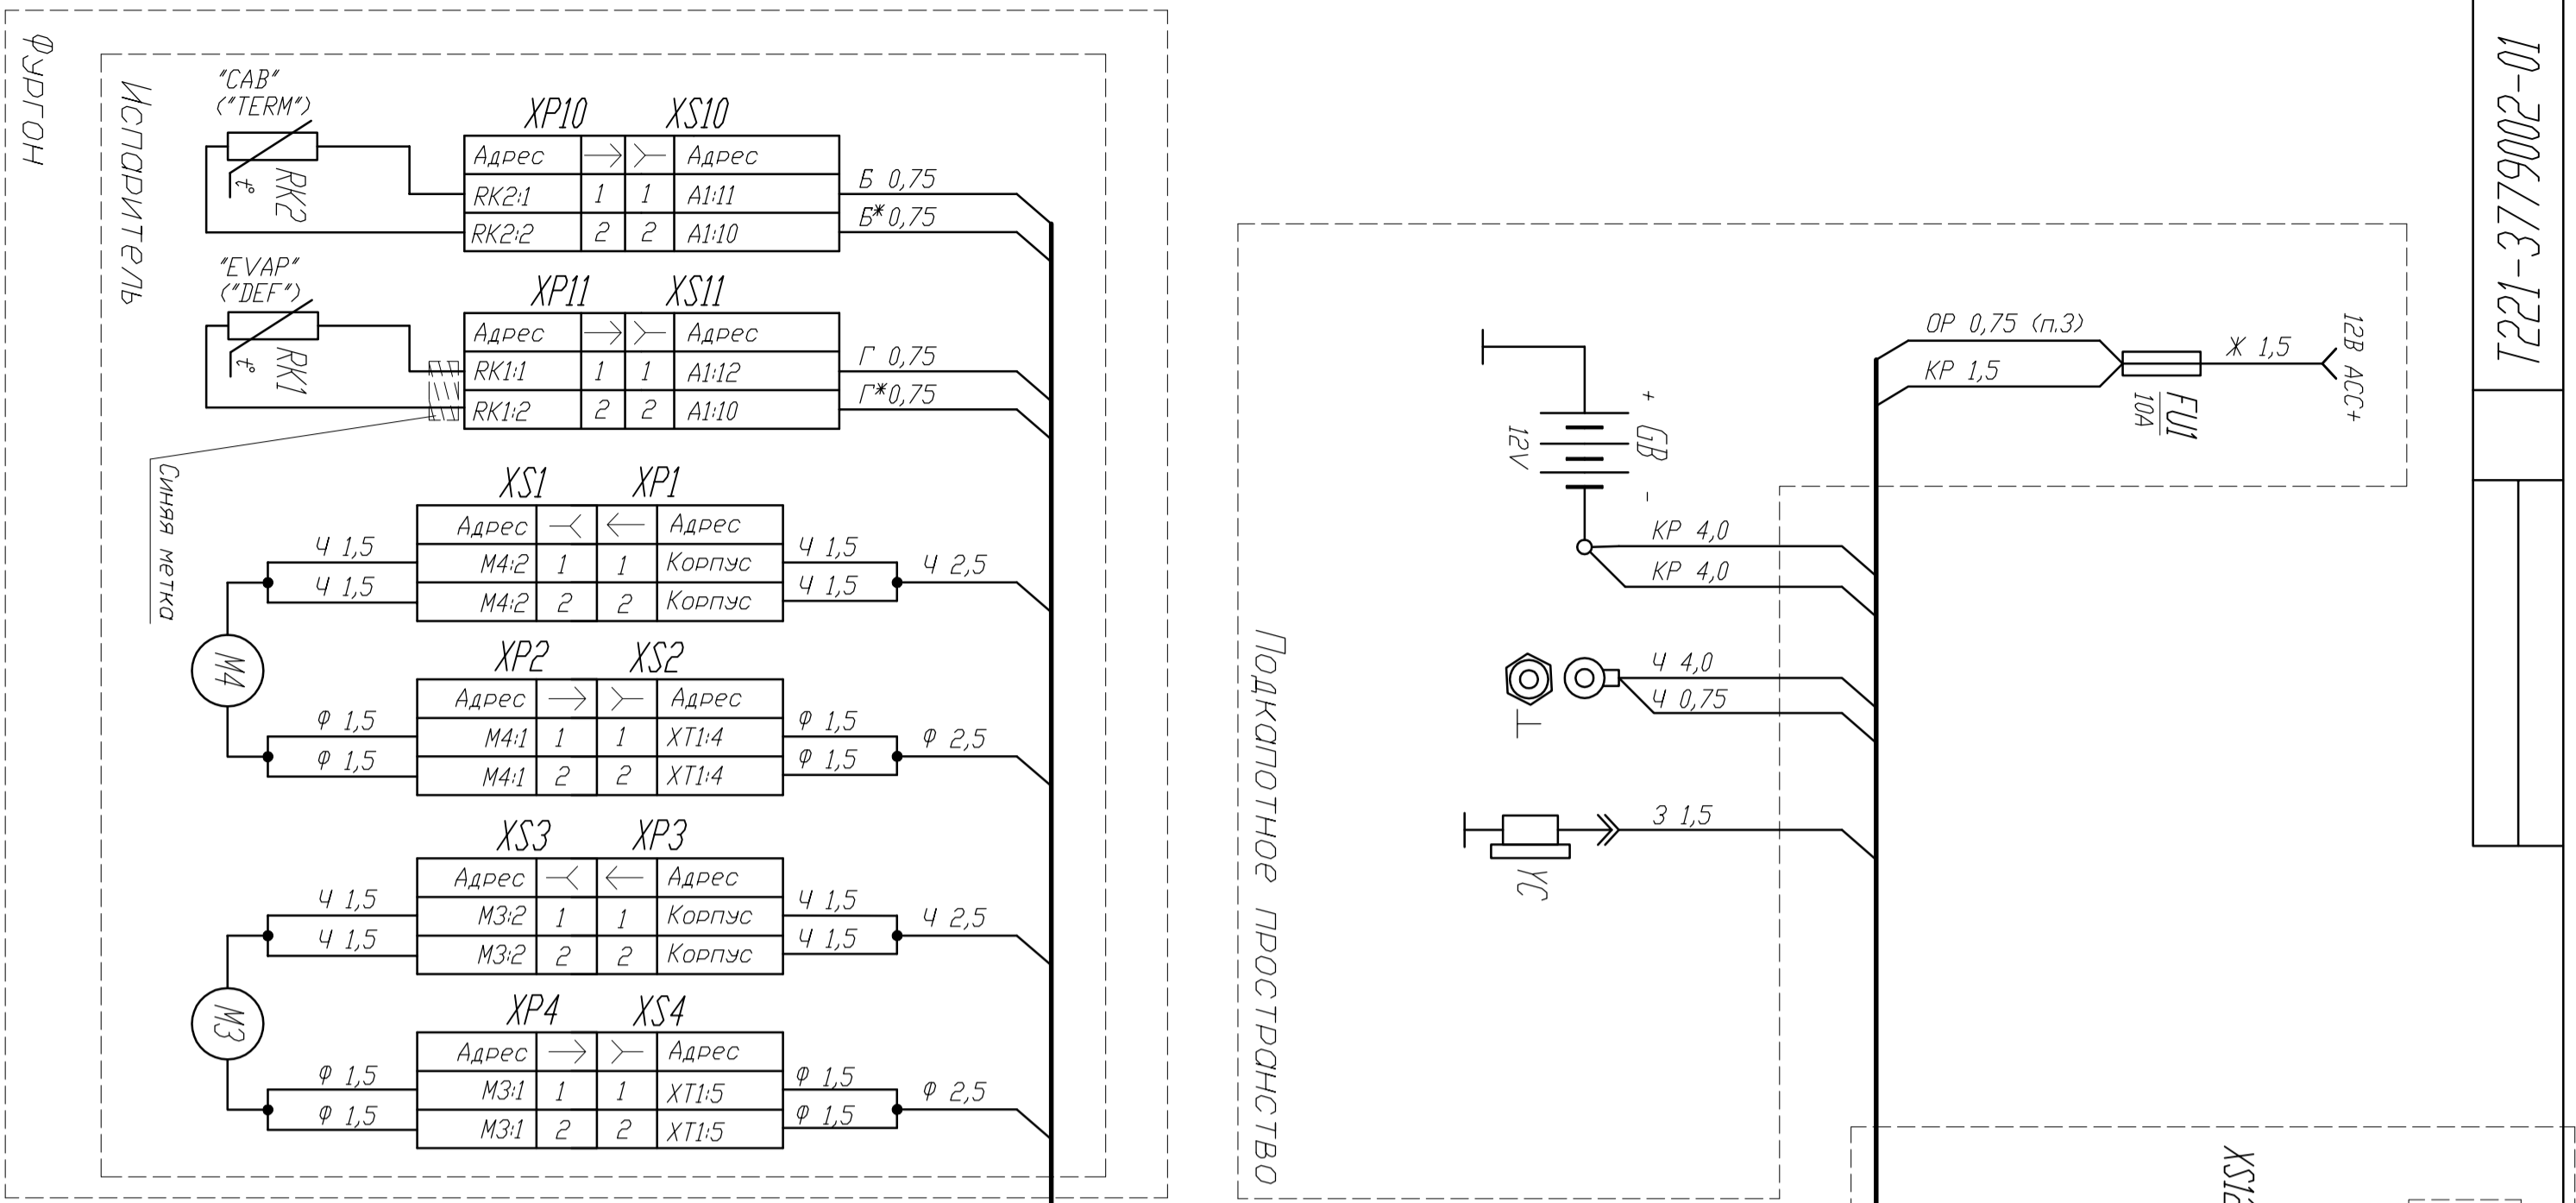 T221-3779002-01
Фургон
Испаритель
"CAB"
("TERM")
RK2
t°
XP10 XS10
Адрес Адрес
RK2:1 1 1 A1:11
RK2:2 2 2 A1:10
Б 0,75
Б* 0,75
"EVAP"
("DEF")
RK1
t°
XP11 XS11
Адрес Адрес
RK1:1 1 1 A1:12
RK1:2 2 2 A1:10
Г 0,75
Г* 0,75
Синяя метка
XS1 XP1
Адрес Адрес
M4:2 1 1 Корпус
M4:2 2 2 Корпус
Ч 1,5
Ч 1,5
Ч 1,5
Ч 1,5
Ч 2,5
M4
XP2 XS2
Адрес Адрес
M4:1 1 1 XT1:4
M4:1 2 2 XT1:4
Ф 1,5
Ф 1,5
Ф 1,5
Ф 1,5
Ф 2,5
XS3 XP3
Адрес Адрес
M3:2 1 1 Корпус
M3:2 2 2 Корпус
Ч 1,5
Ч 1,5
Ч 1,5
Ч 1,5
Ч 2,5
M3
XP4 XS4
Адрес Адрес
M3:1 1 1 XT1:5
M3:1 2 2 XT1:5
Ф 1,5
Ф 1,5
Ф 1,5
Ф 1,5
Ф 2,5
Подкапотное пространство
+ GB -
12V
ОР 0,75 (п.3)
КР 1,5
Ж 1,5
FU1
10А
12В АСС+
КР 4,0
КР 4,0
Ч 4,0
Ч 0,75
З 1,5
YC